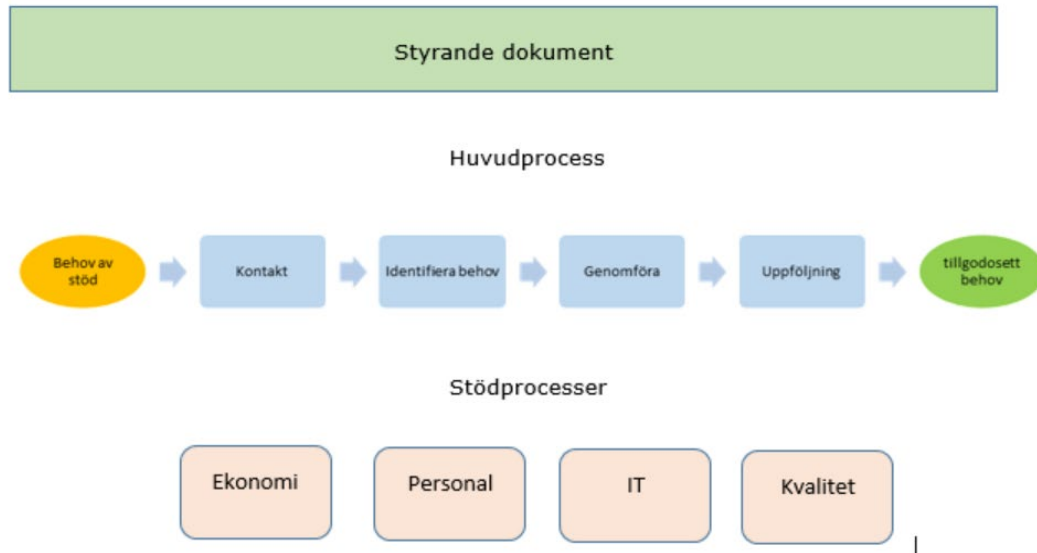 Styrande dokument
Huvudprocess
Behov av
stöd
Kontakt
Identifiera behov
Genomföra
Uppföljning
tillgodosett
behov
Stödprocesser
Ekonomi
Personal
IT
Kvalitet